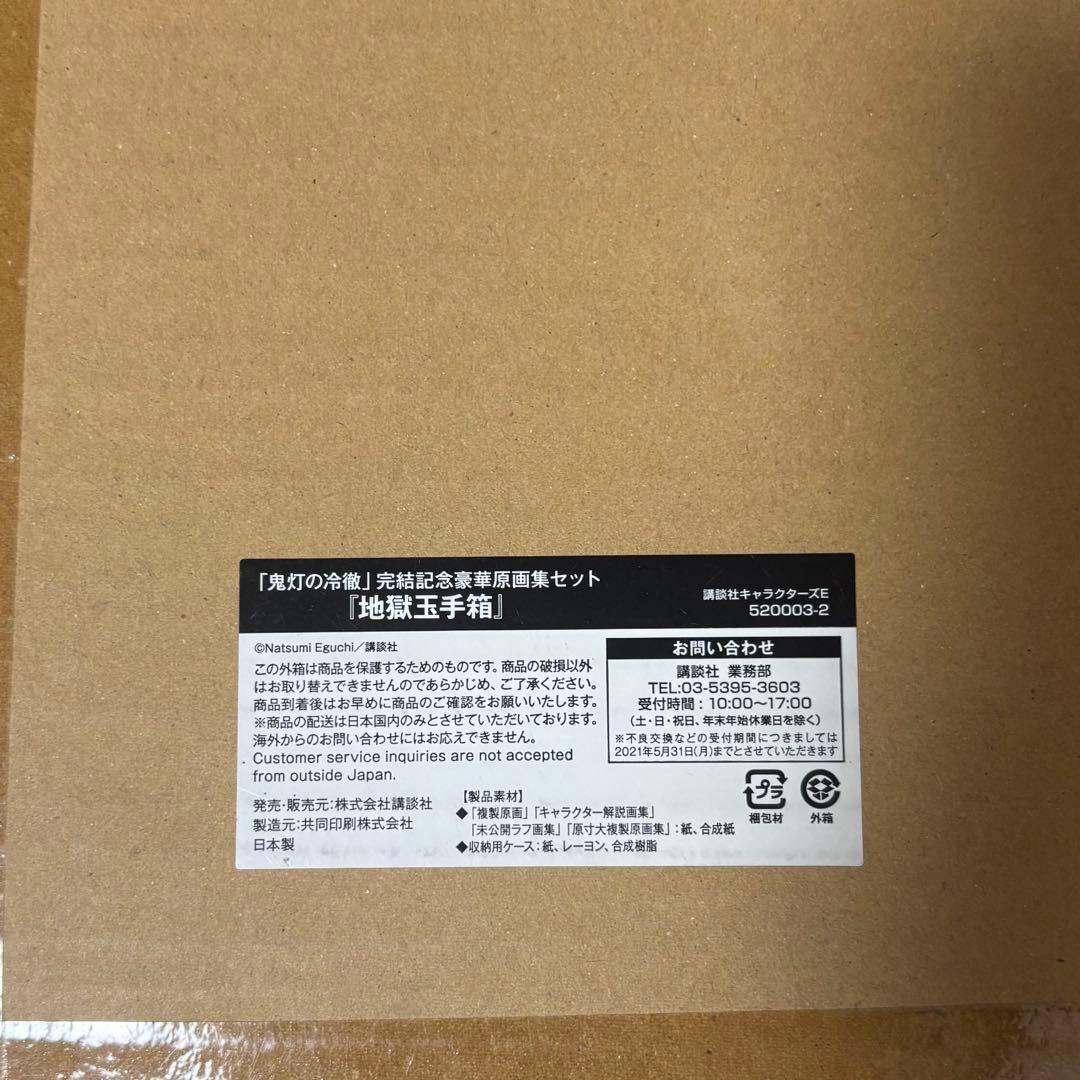 「鬼灯の冷徹」完結記念豪華原画集セット
『地獄玉手箱』
講談社キャラクターズE
520003-2
©Natsumi Eguchi／講談社
この外箱は商品を保護するためのものです。商品の破損以外
はお取り替えできませんのであらかじめ、ご了承ください。
商品到着後はお早めに商品のご確認をお願いいたします。
※商品の配送は日本国内のみとさせていただいております。
海外からのお問い合わせにはお応えできません。
Customer service inquiries are not accepted
from outside Japan.
発売・販売元：株式会社講談社
製造元：共同印刷株式会社
日本製
お問い合わせ
講談社 業務部
TEL:03-5395-3603
受付時間：10:00〜17:00
（土・日・祝日、年末年始休業日を除く）
※不良交換などの受付期間につきましては
2021年5月31日(月)までとさせていただきます
【製品素材】
◆「複製原画」「キャラクター解説画集」
「未公開ラフ画集」「原寸大複製原画集」：紙、合成紙
◆収納用ケース：紙、レーヨン、合成樹脂
プラ
梱包材
外箱